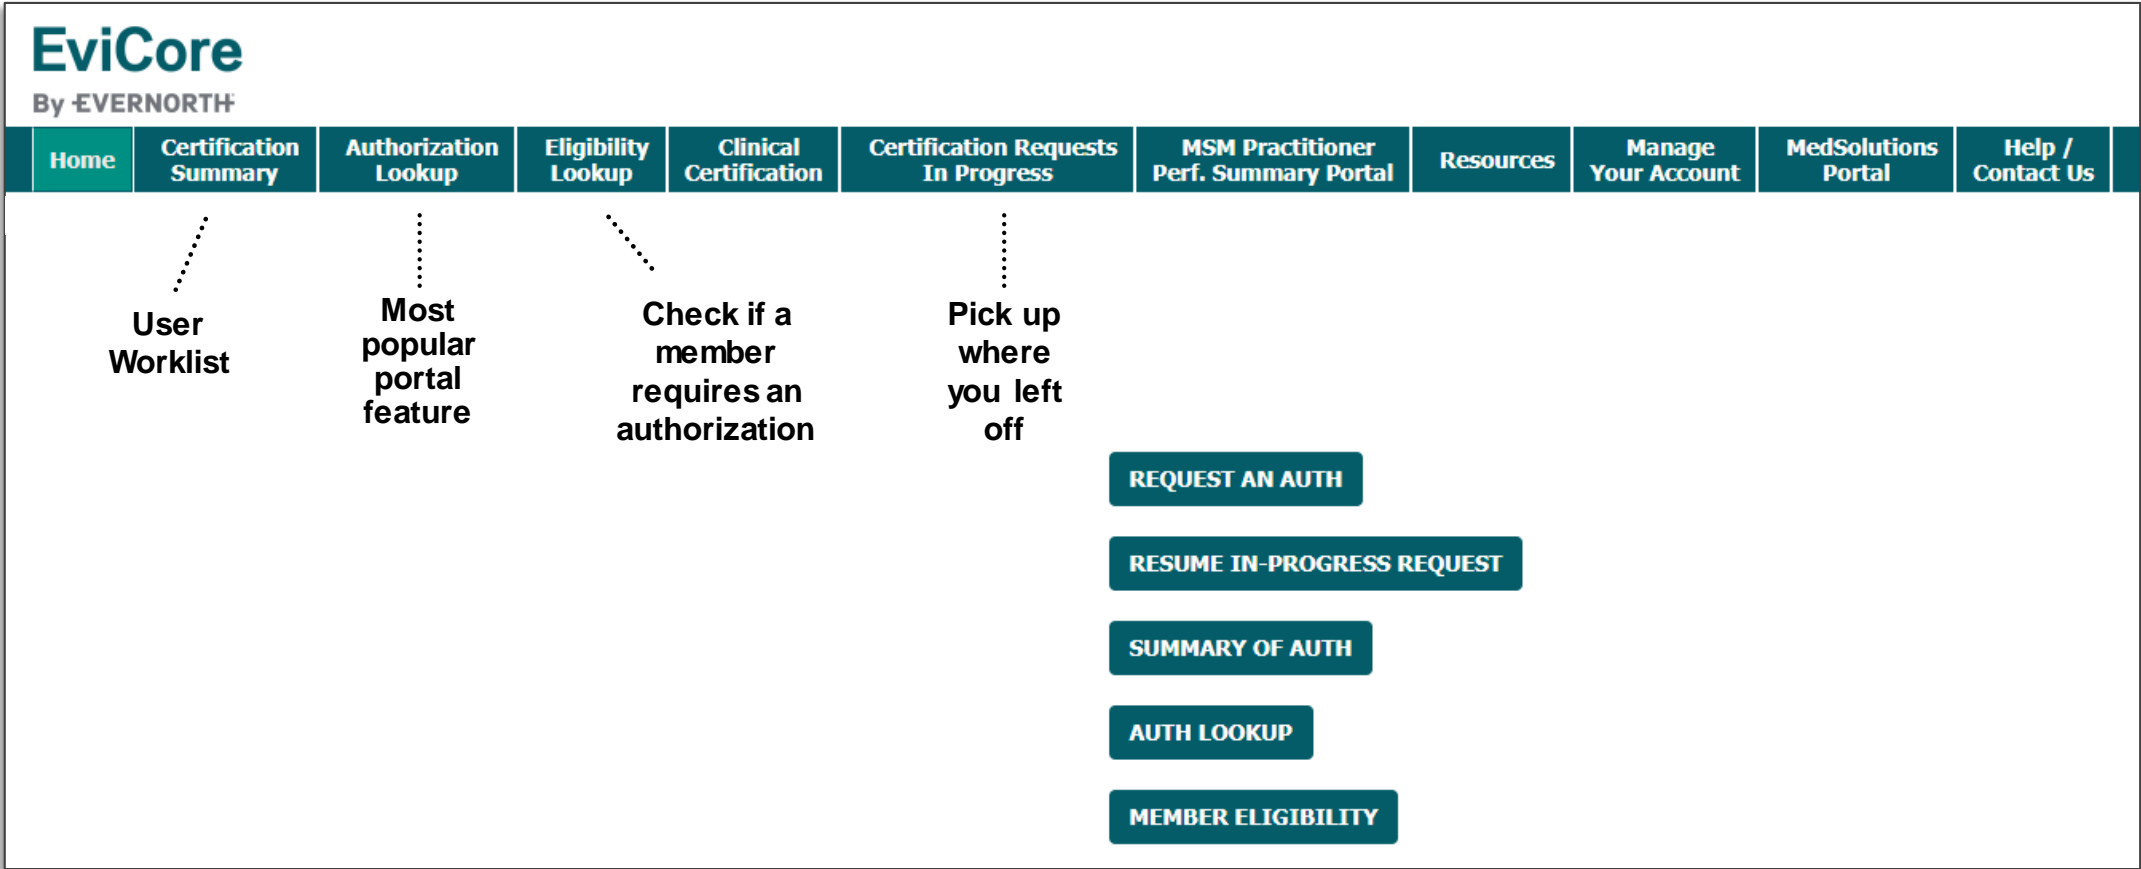 EviCore
By EVERNORTH
Home
Certification
Summary
Authorization
Lookup
Eligibility
Lookup
Clinical
Certification
Certification Requests
In Progress
MSM Practitioner
Perf. Summary Portal
Resources
Manage
Your Account
MedSolutions
Portal
Help /
Contact Us
User
Worklist
Most
popular
portal
feature
Check if a
member
requires an
authorization
Pick up
where
you left
off
REQUEST AN AUTH
RESUME IN-PROGRESS REQUEST
SUMMARY OF AUTH
AUTH LOOKUP
MEMBER ELIGIBILITY